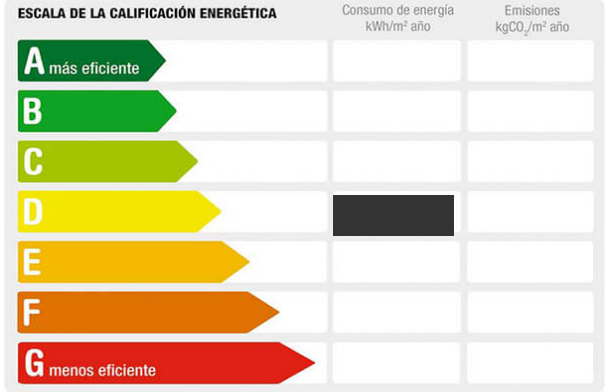 ESCALA DE LA CALIFICACIÓN ENERGÉTICA
Consumo de energía
kWh/m² año
Emisiones
kgCO₂/m² año
A más eficiente
B
C
D
E
F
G menos eficiente